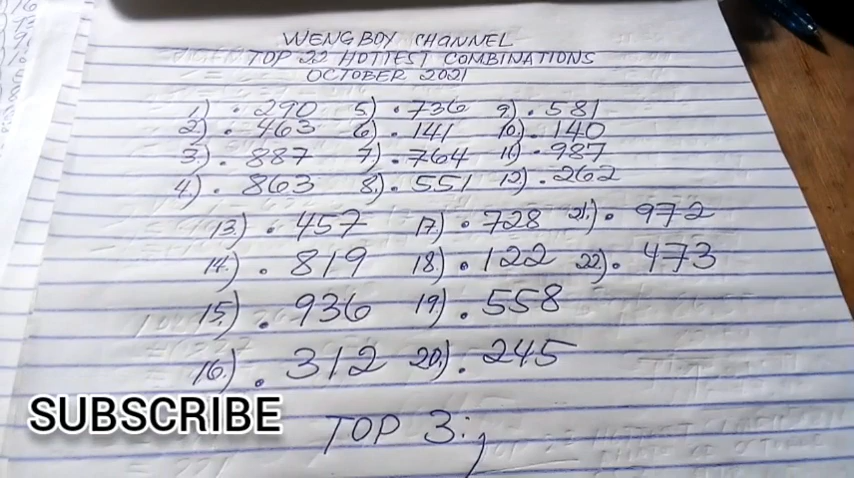 WENGBOY CHANNEL
TOP 22 HOTTEST COMBINATIONS
OCTOBER 2021
1) . 290 5) . 736 9) . 581
2) . 463 6) . 141 10) . 140
3) . 887 7) . 764 11) . 987
4) . 863 8) . 551 12) . 262
13) . 457 17) . 728 21) . 972
14) . 819 18) . 122 22) . 473
15) . 936 19) . 558
16) . 312 20) . 245
SUBSCRIBE
TOP 3: